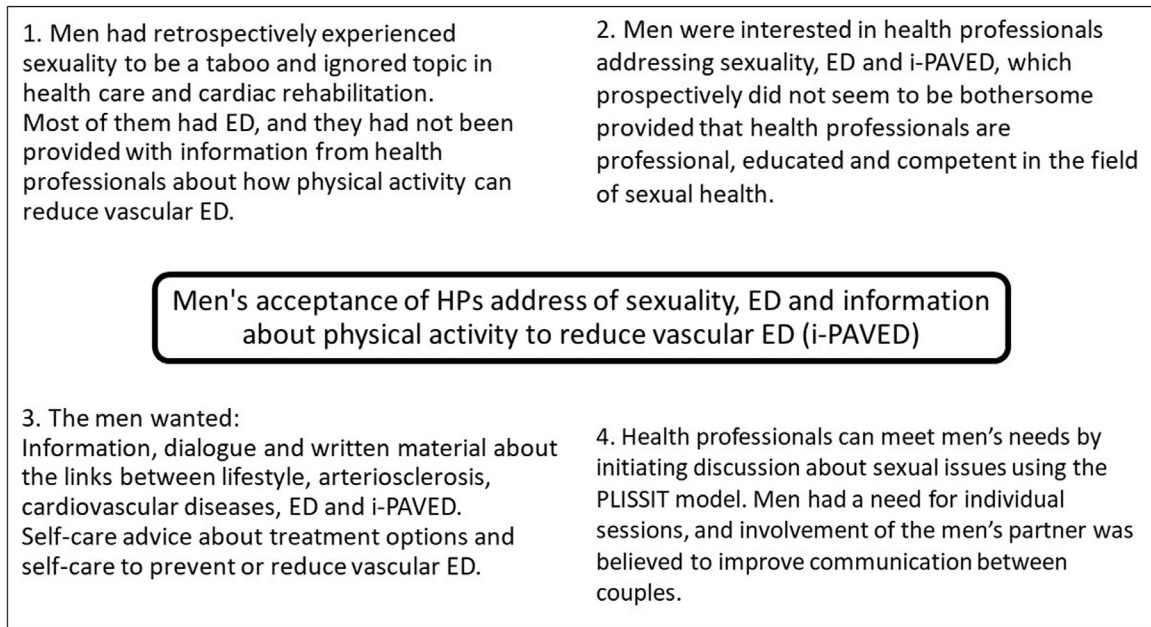 1. Men had retrospectively experienced
sexuality to be a taboo and ignored topic in
health care and cardiac rehabilitation.
Most of them had ED, and they had not been
provided with information from health
professionals about how physical activity can
reduce vascular ED.
2. Men were interested in health professionals
addressing sexuality, ED and i-PAVED, which
prospectively did not seem to be bothersome
provided that health professionals are
professional, educated and competent in the field
of sexual health.
Men's acceptance of HPs address of sexuality, ED and information
about physical activity to reduce vascular ED (i-PAVED)
3. The men wanted:
Information, dialogue and written material about
the links between lifestyle, arteriosclerosis,
cardiovascular diseases, ED and i-PAVED.
Self-care advice about treatment options and
self-care to prevent or reduce vascular ED.
4. Health professionals can meet men’s needs by
initiating discussion about sexual issues using the
PLISSIT model. Men had a need for individual
sessions, and involvement of the men’s partner was
believed to improve communication between
couples.